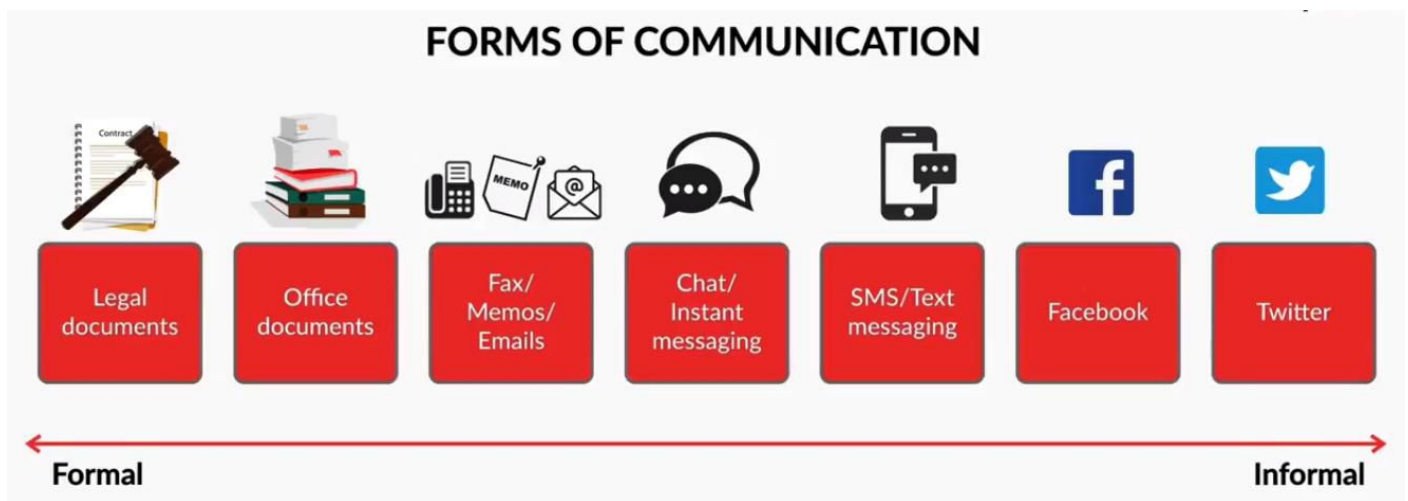 FORMS OF COMMUNICATION
Contract
MEMO
@
f
Legal
documents
Office
documents
Fax/
Memos/
Emails
Chat/
Instant
messaging
SMS/Text
messaging
Facebook
Twitter
Formal
Informal